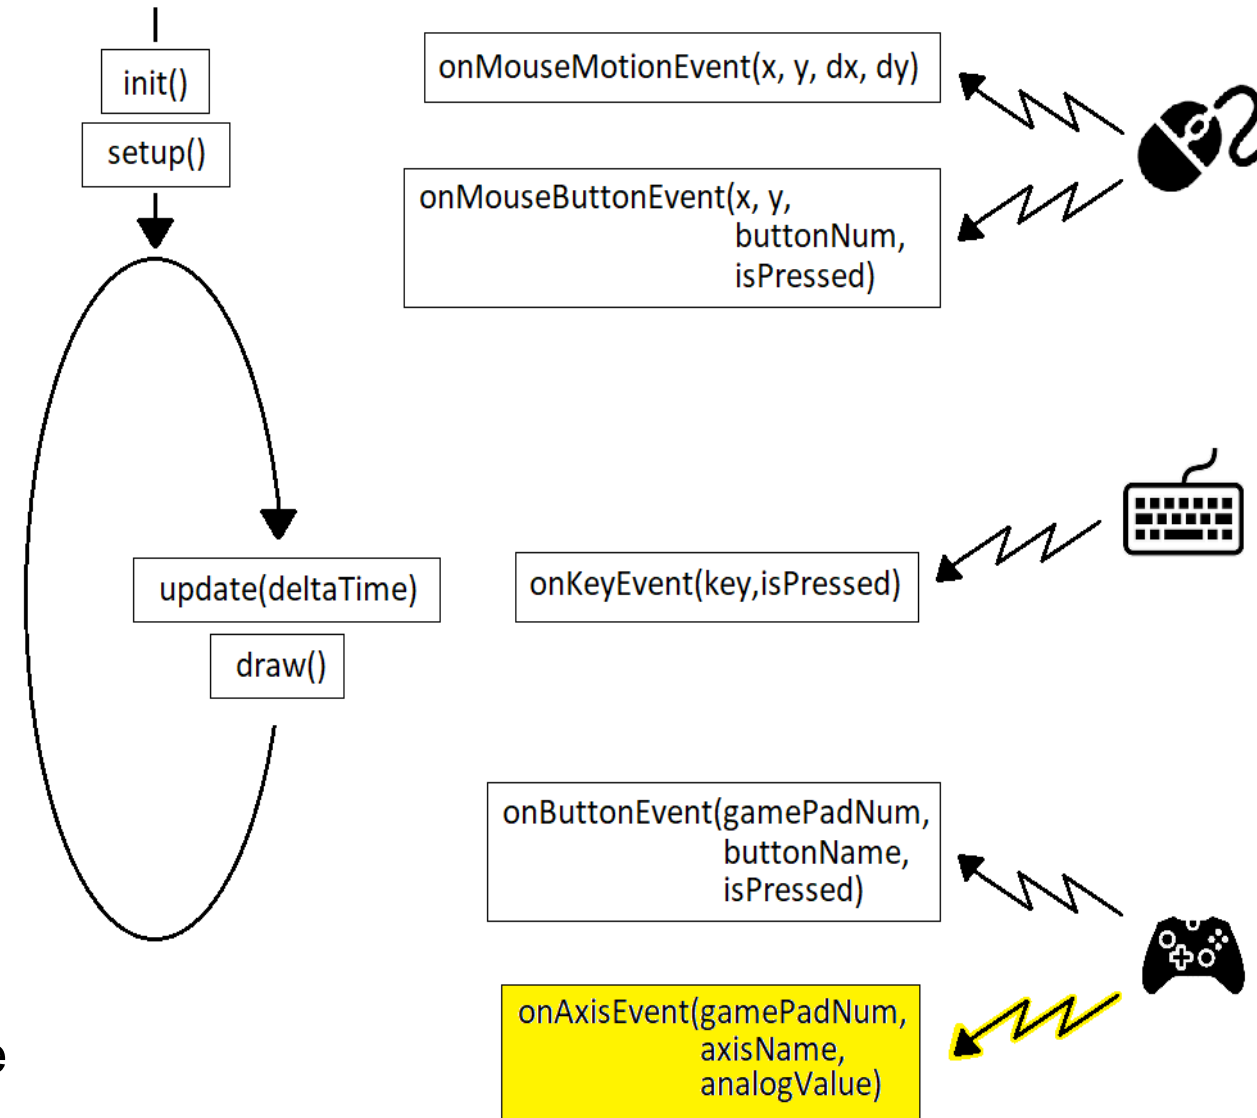 init()
setup()
update(deltaTime)
draw()
onMouseMotionEvent(x, y, dx, dy)
onMouseButtonEvent(x, y,
buttonNum,
isPressed)
onKeyEvent(key,isPressed)
onButtonEvent(gamePadNum,
buttonName,
isPressed)
onAxisEvent(gamePadNum,
axisName,
analogValue)
e